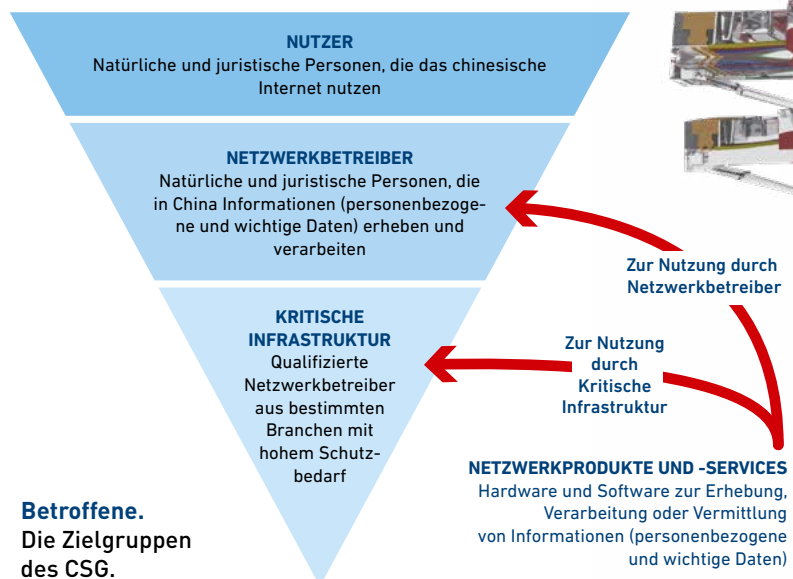 NUTZER
Natürliche und juristische Personen, die das chinesische
Internet nutzen
NETZWERKBETREIBER
Natürliche und juristische Personen, die
in China Informationen (personenbezoge-
ne und wichtige Daten) erheben und
verarbeiten
KRITISCHE
INFRASTRUKTUR
Qualifizierte
Netzwerkbetreiber
aus bestimmten
Branchen mit
hohem Schutz-
bedarf
Zur Nutzung durch
Netzwerkbetreiber
Zur Nutzung
durch
Kritische
Infrastruktur
NETZWERKPRODUKTE UND -SERVICES
Hardware und Software zur Erhebung,
Verarbeitung oder Vermittlung
von Informationen (personenbezogene
und wichtige Daten)
Betroffene.
Die Zielgruppen
des CSG.